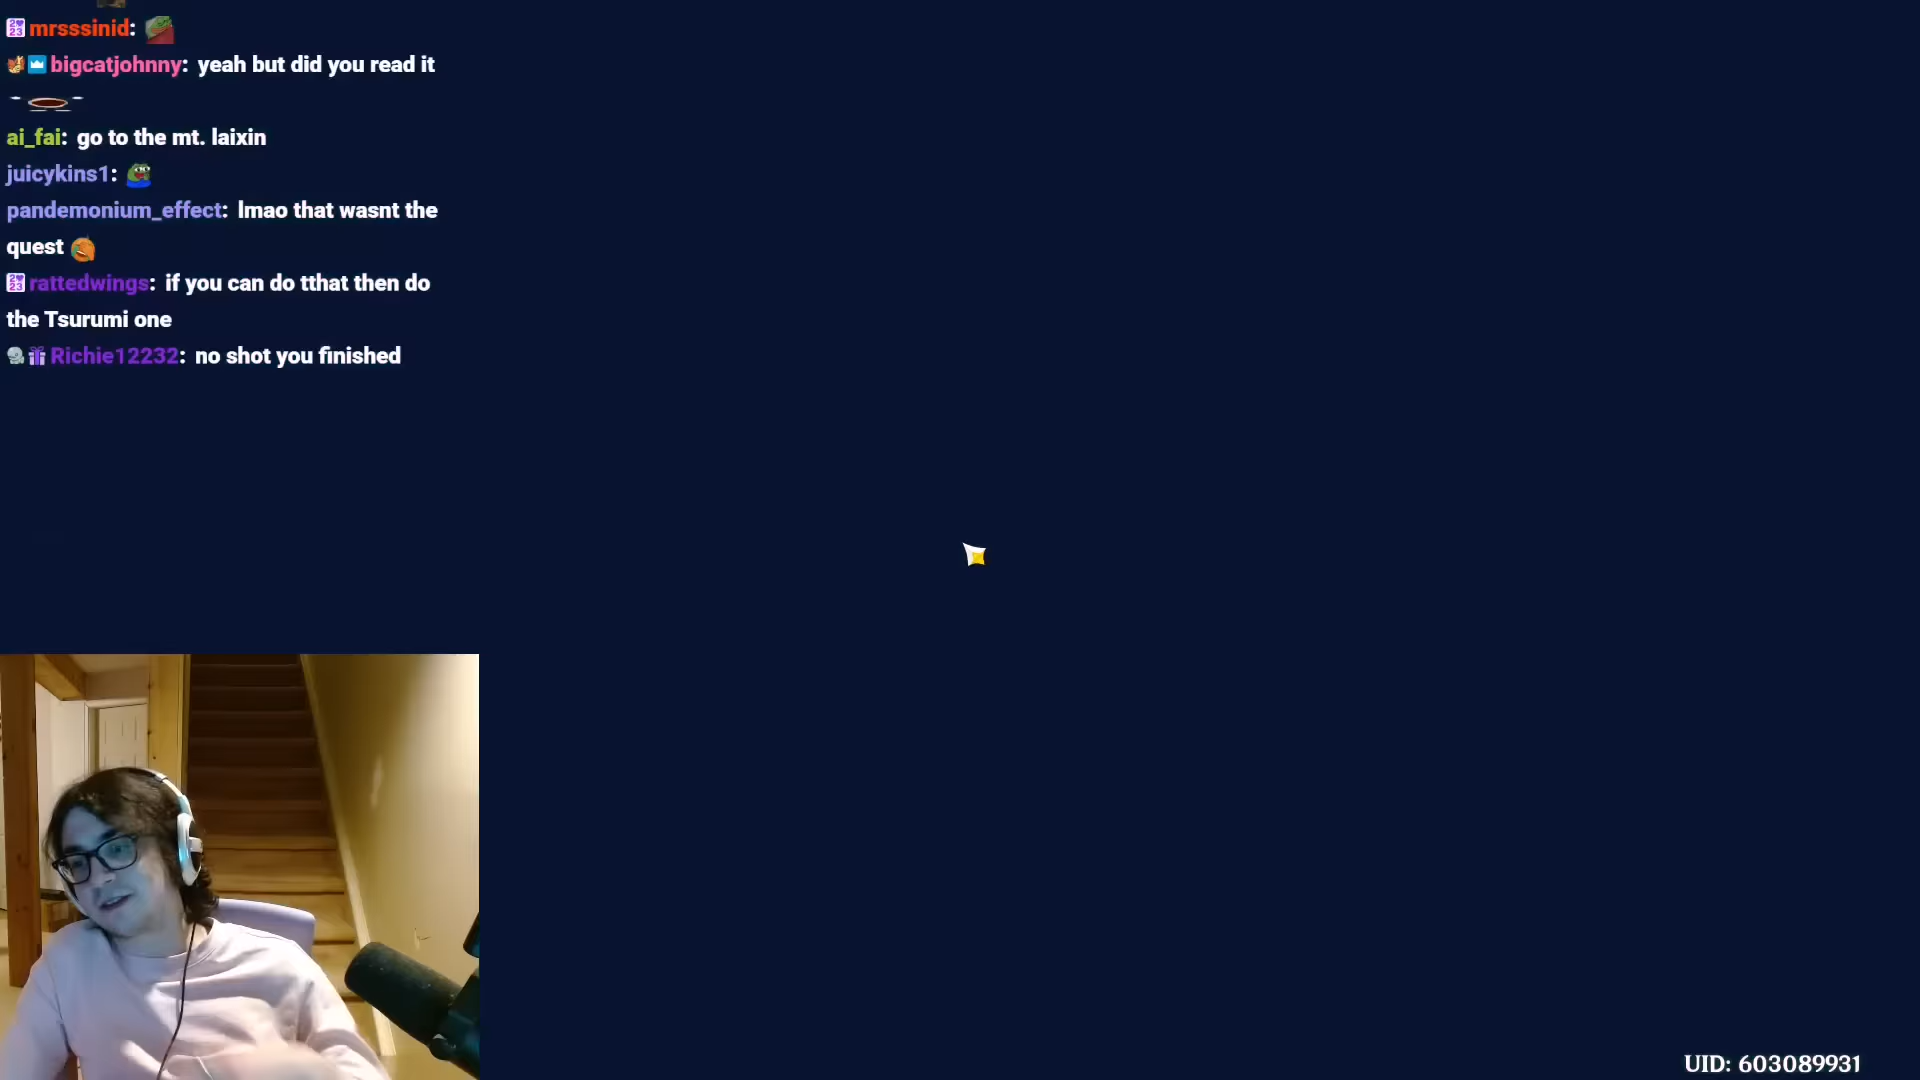 mrsssinid:
bigcatjohnny: yeah but did you read it
ai_fai: go to the mt. laixin
juicykins1:
pandemonium_effect: lmao that wasnt the
quest
rattedwings: if you can do tthat then do
the Tsurumi one
Richie12232: no shot you finished
UID: 603089931